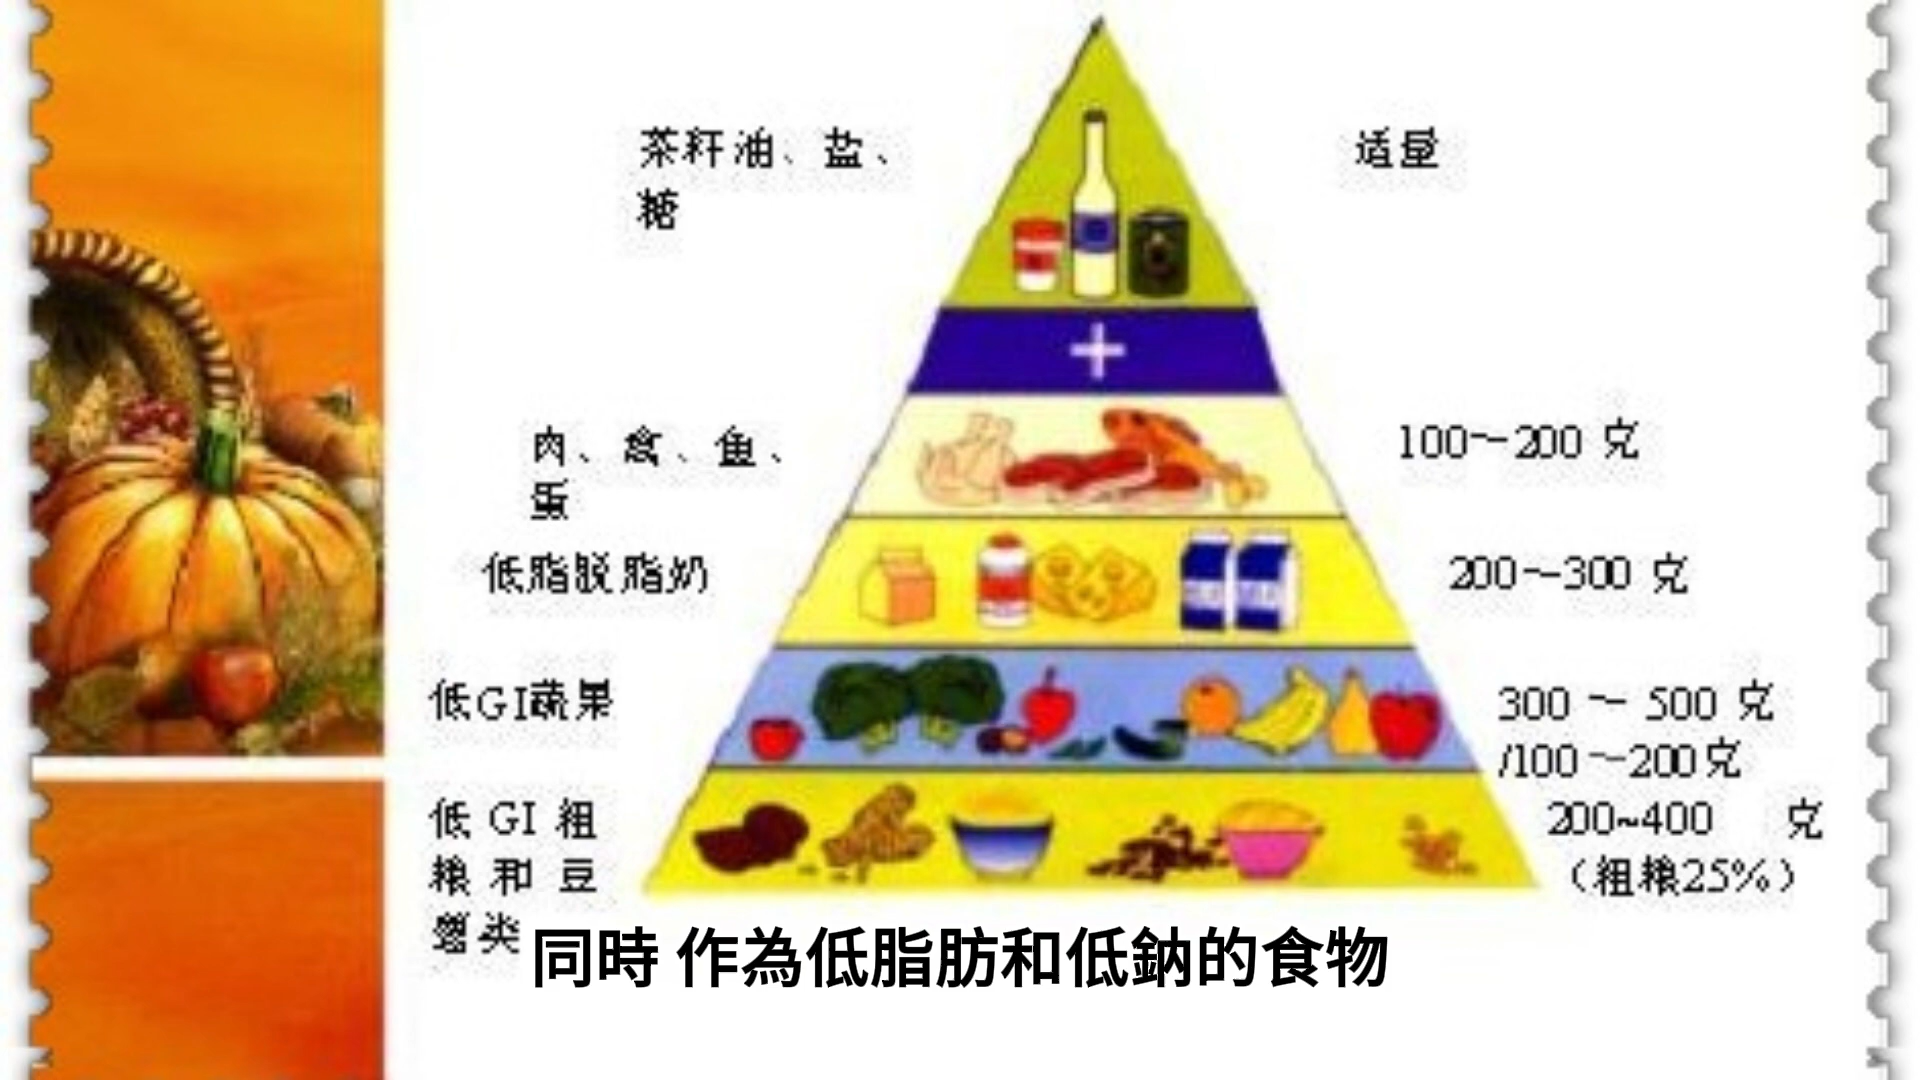 茶籽油、盐、
糖
适量
肉、禽、鱼、
蛋
100~~200 克
低脂脱脂奶
200~~300 克
低GI蔬果
300 ~~ 500 克
/100 ~~200克
低 GI 粗
粮 和 豆
类
200~400 克
（粗粮25%）
同時 作為低脂肪和低鈉的食物